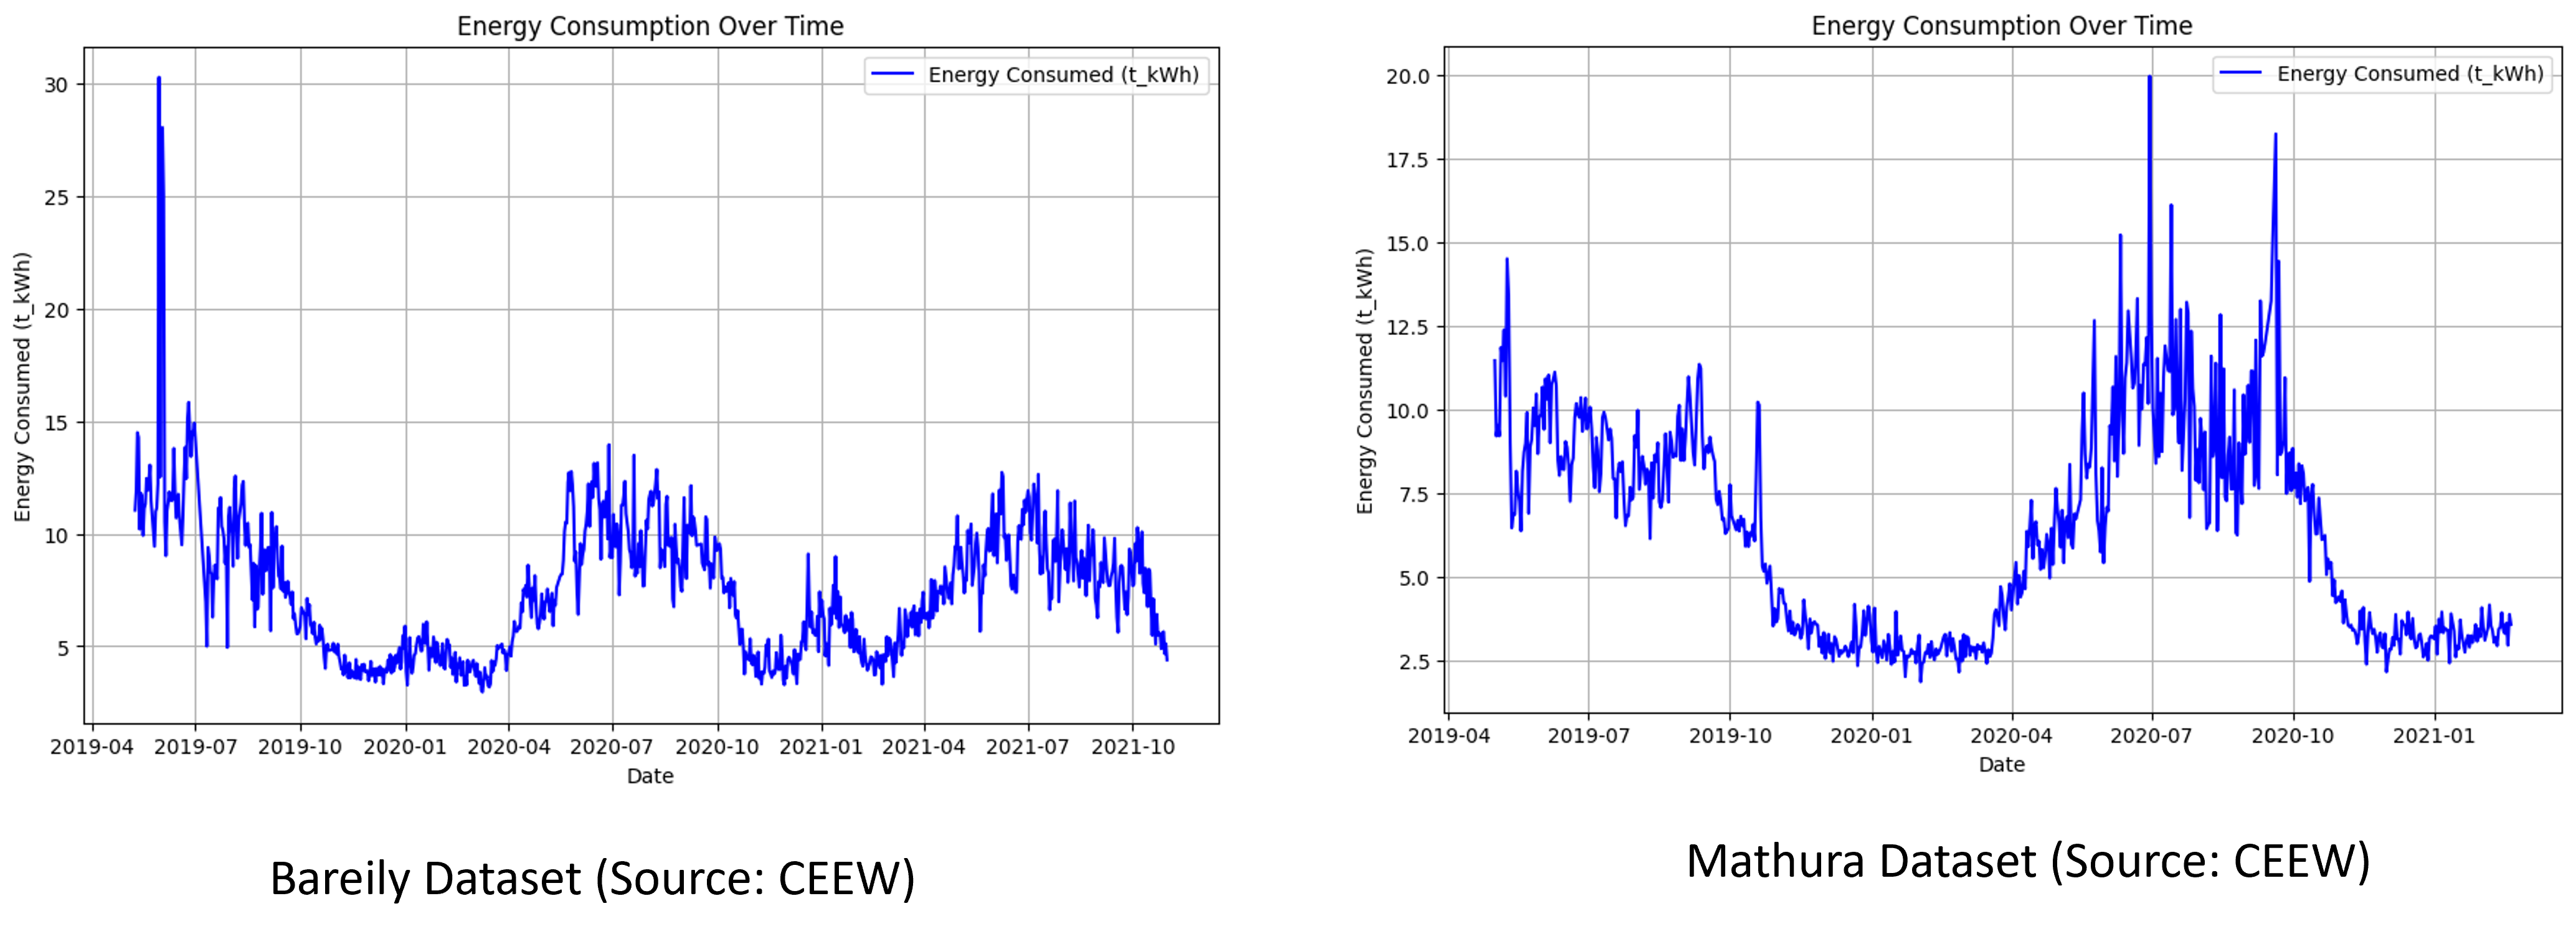 Energy Consumption Over Time
Energy Consumed (t_kWh)
Energy Consumed (t_kWh)
30
25
20
15
10
5
2019-04 2019-07 2019-10 2020-01 2020-04 2020-07 2020-10 2021-01 2021-04 2021-07 2021-10
Date
Bareily Dataset (Source: CEEW)
Energy Consumption Over Time
Energy Consumed (t_kWh)
Energy Consumed (t_kWh)
20.0
17.5
15.0
12.5
10.0
7.5
5.0
2.5
2019-04 2019-07 2019-10 2020-01 2020-04 2020-07 2020-10 2021-01
Date
Mathura Dataset (Source: CEEW)